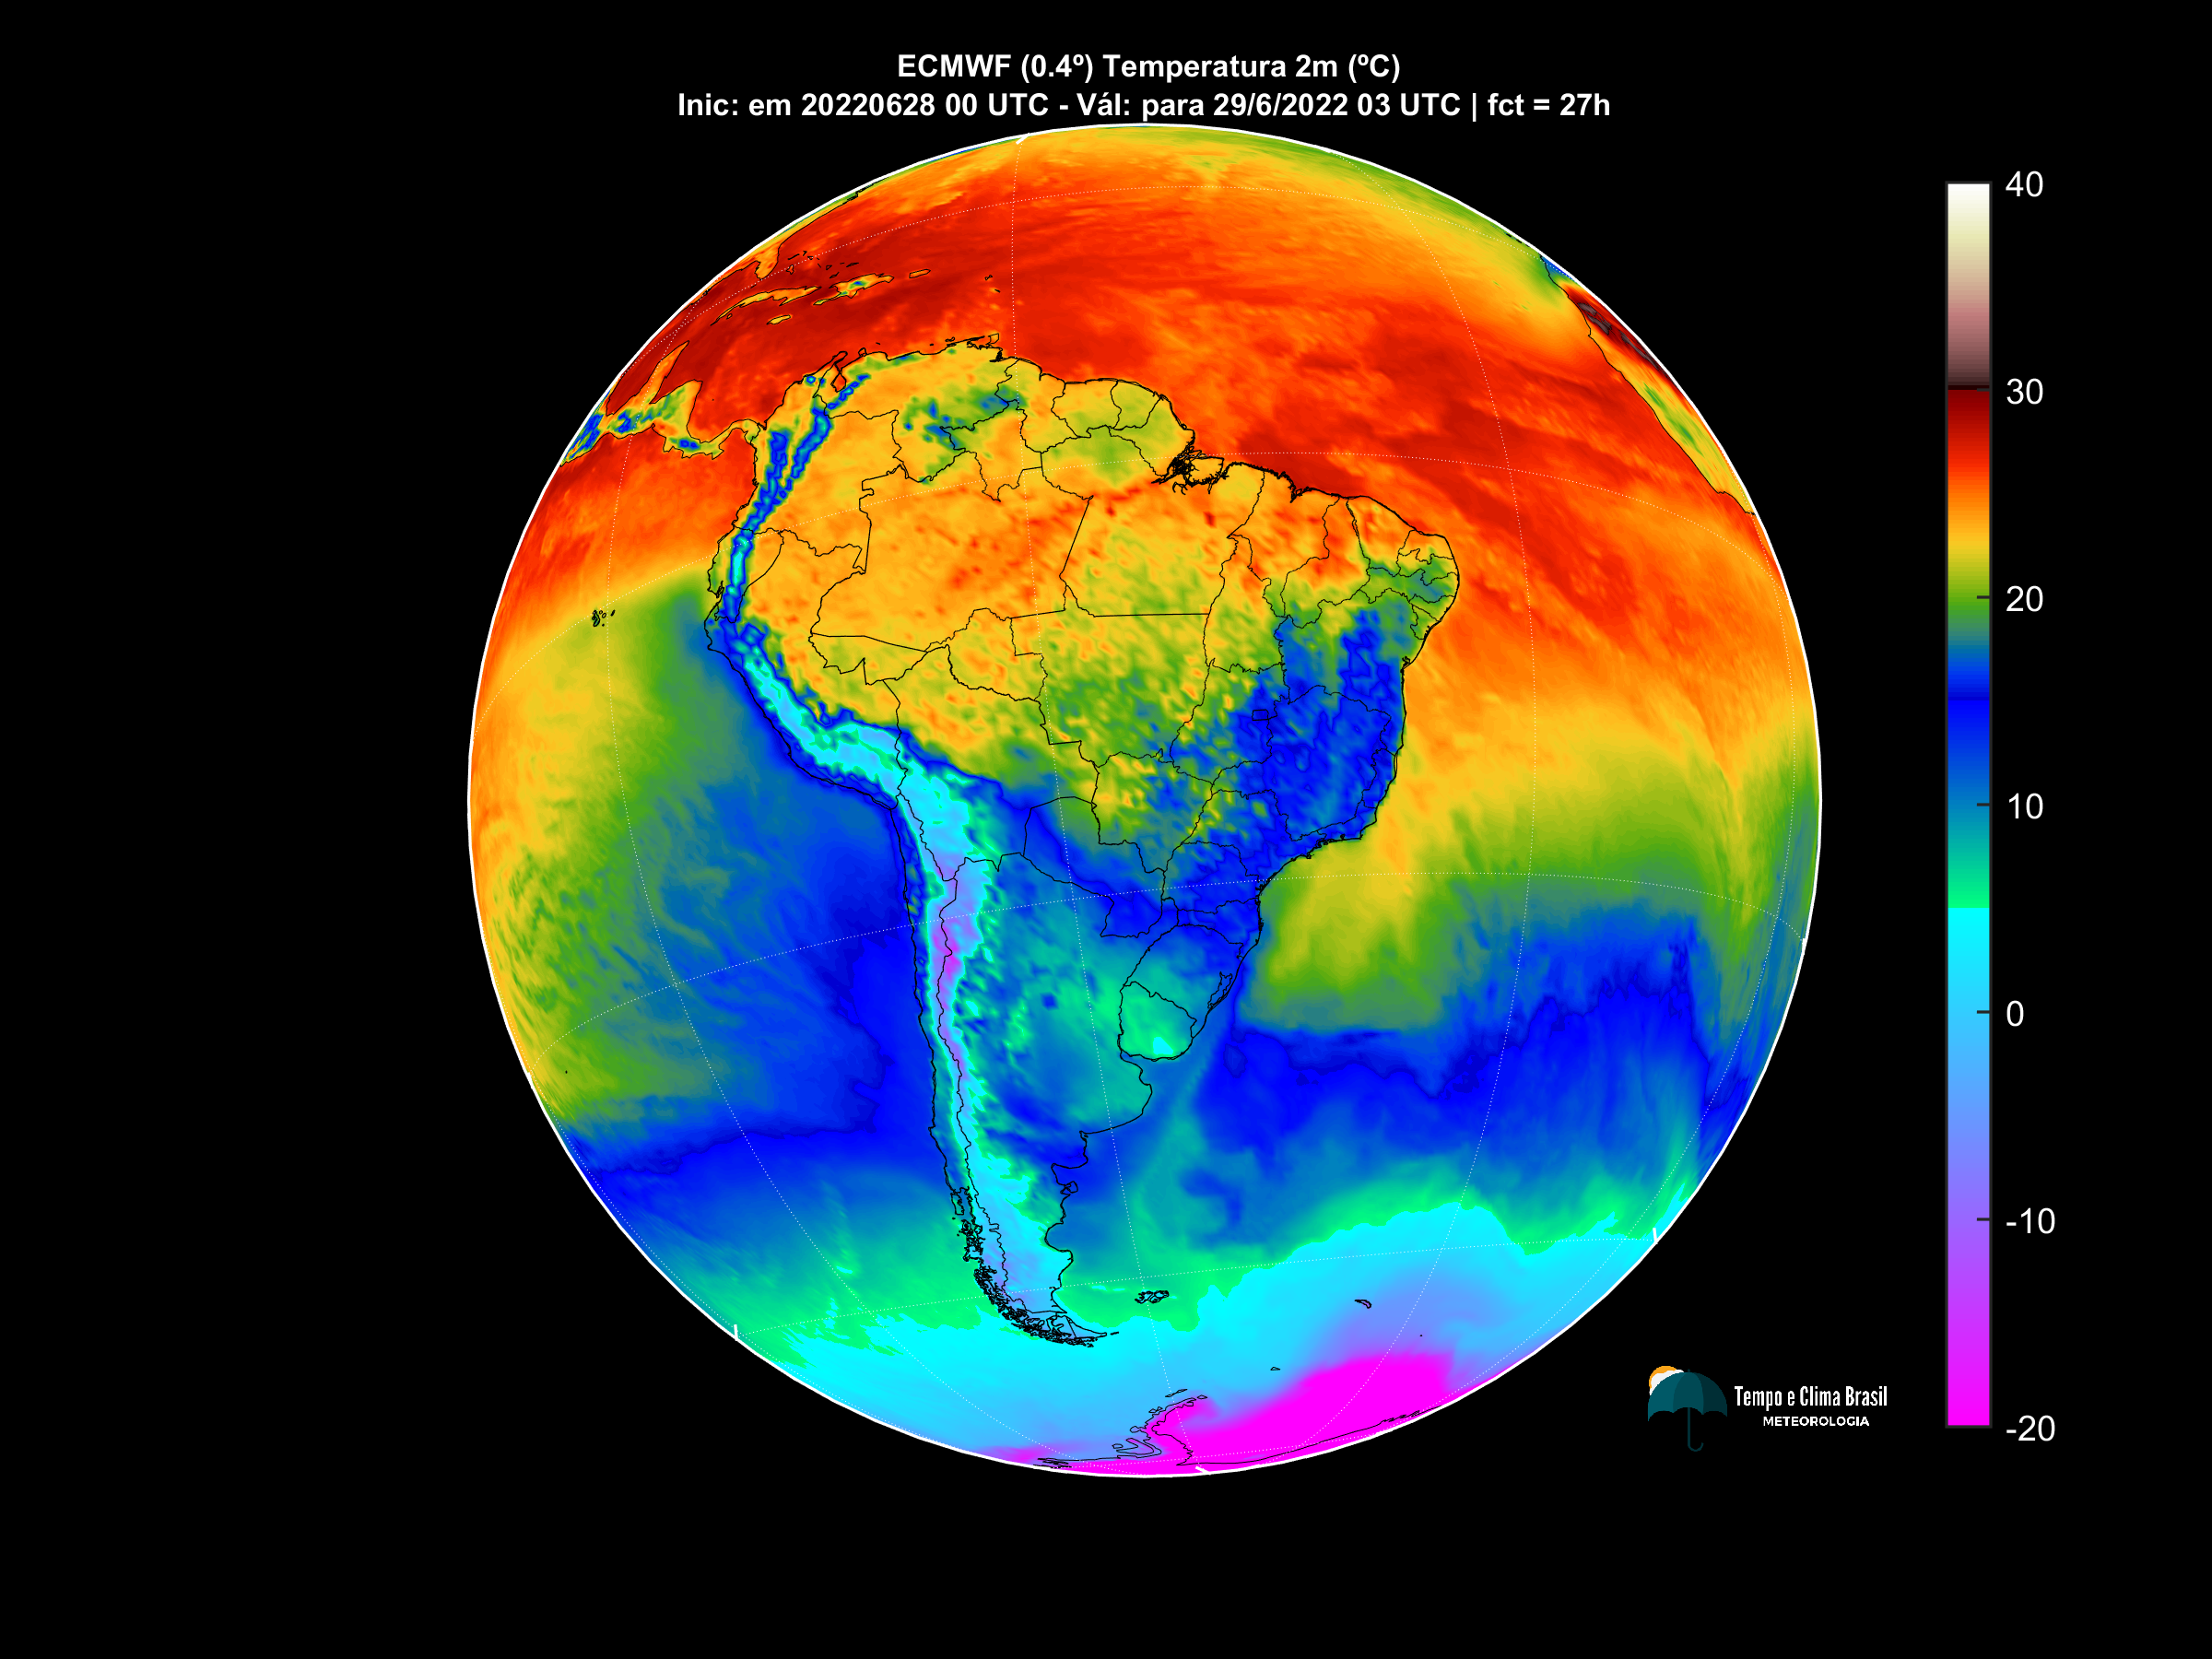 ECMWF (0.4º) Temperatura 2m (ºC)
Inic: em 20220628 00 UTC - Vál: para 29/6/2022 03 UTC | fct = 27h
40
30
20
10
0
-10
-20
Tempo e Clima Brasil
METEOROLOGIA